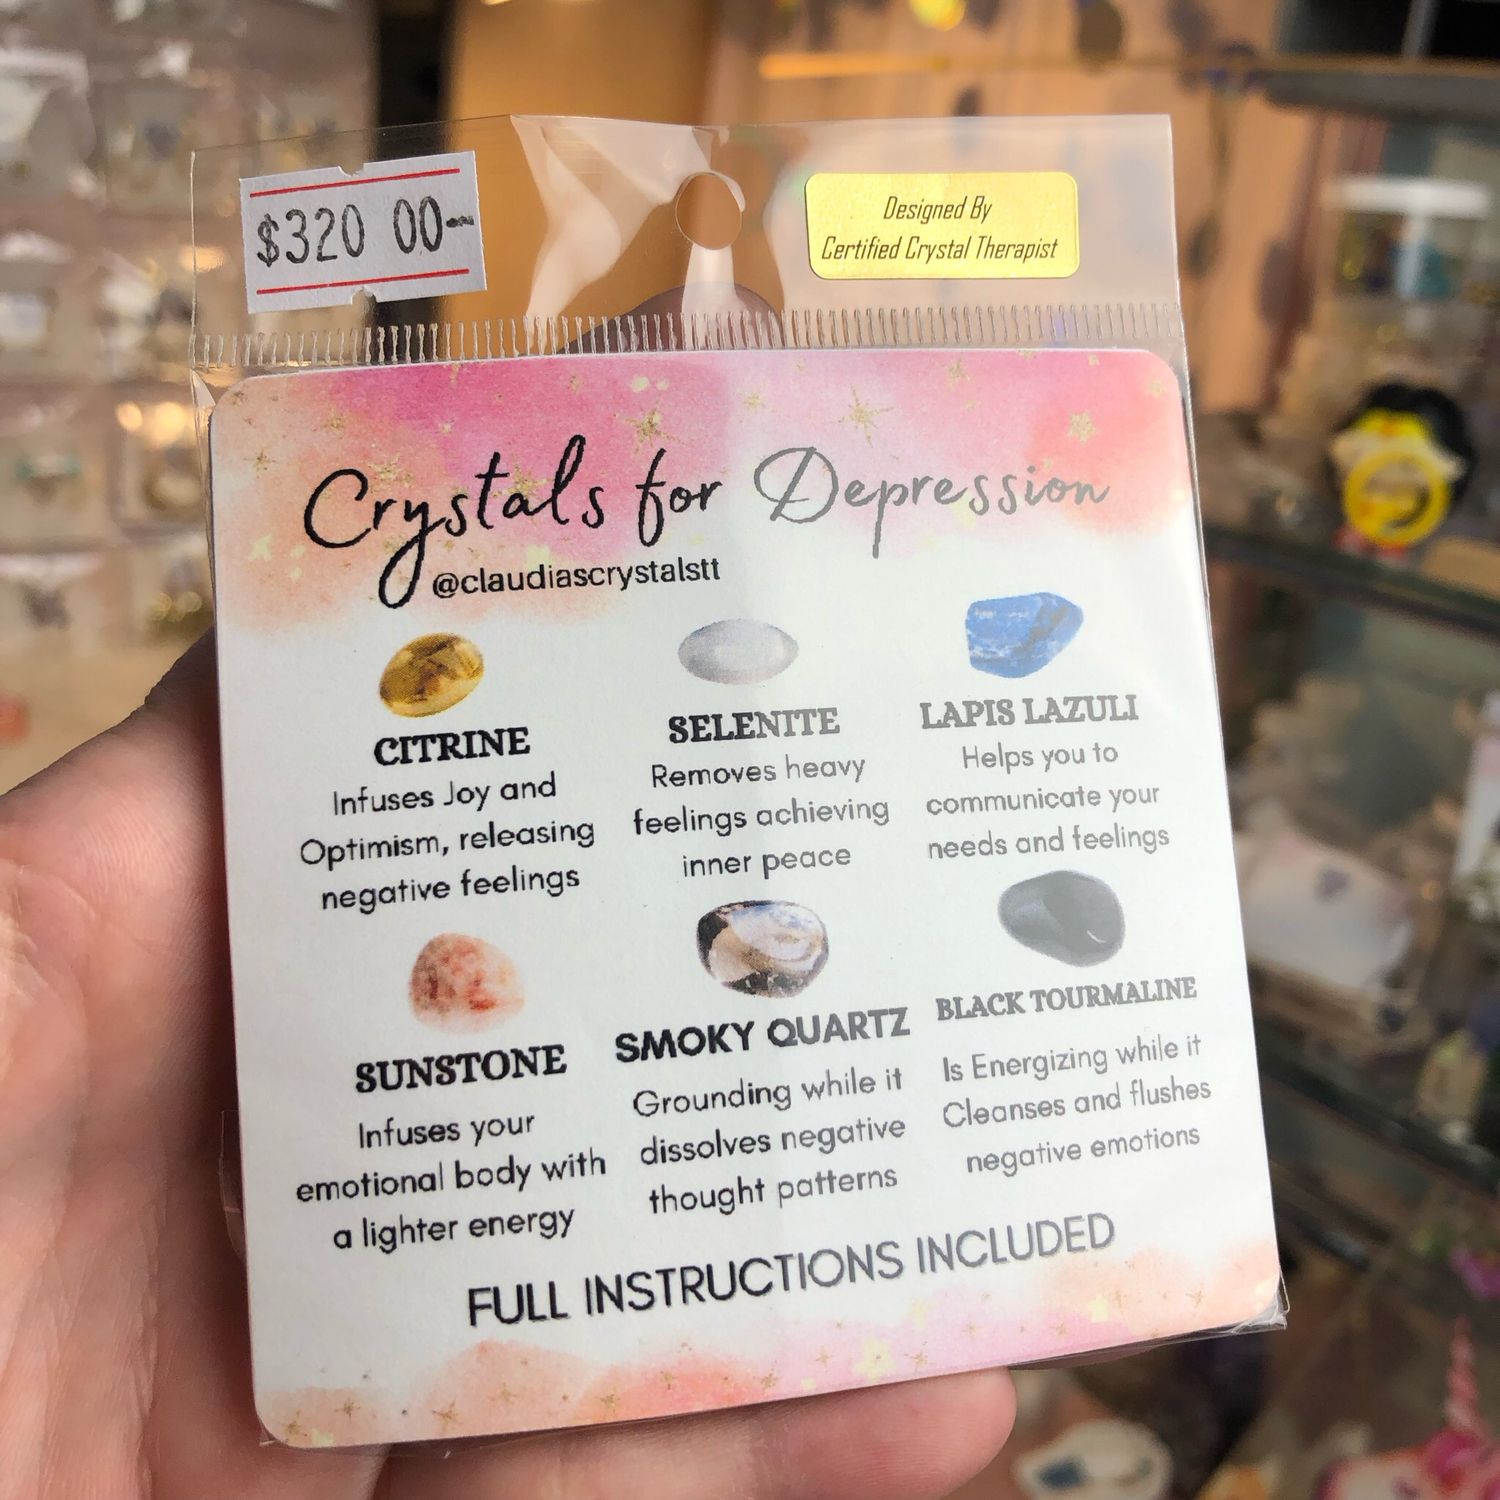 $320 00-
Designed By
Certified Crystal Therapist
Crystals for Depression
@claudiascrystalstt
CITRINE
Infuses Joy and
Optimism, releasing
negative feelings
SELENITE
Removes heavy
feelings achieving
inner peace
LAPIS LAZULI
Helps you to
communicate your
needs and feelings
SUNSTONE
Infuses your
emotional body with
a lighter energy
SMOKY QUARTZ
Grounding while it
dissolves negative
thought patterns
BLACK TOURMALINE
Is Energizing while it
Cleanses and flushes
negative emotions
FULL INSTRUCTIONS INCLUDED